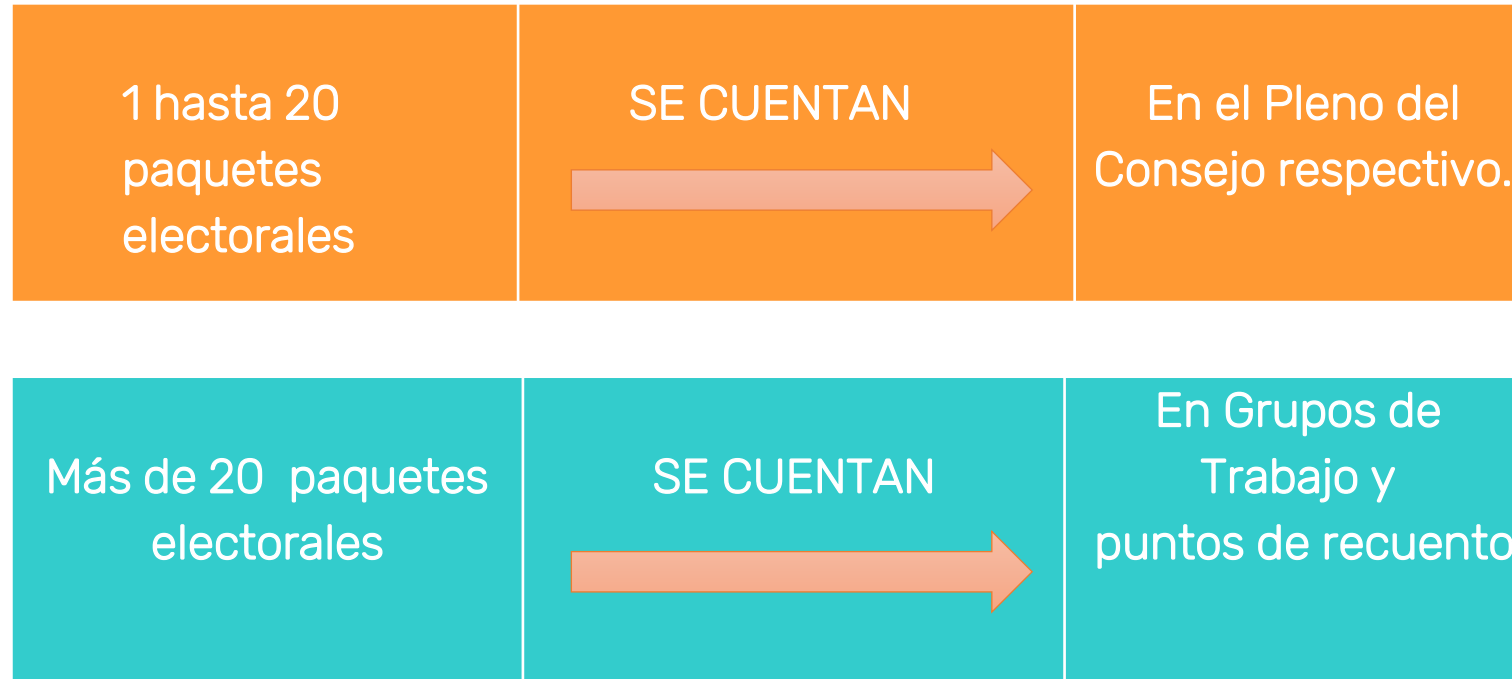 1 hasta 20
paquetes
electorales
SE CUENTAN
En el Pleno del
Consejo respectivo.
Más de 20 paquetes
electorales
SE CUENTAN
En Grupos de
Trabajo y
puntos de recuento